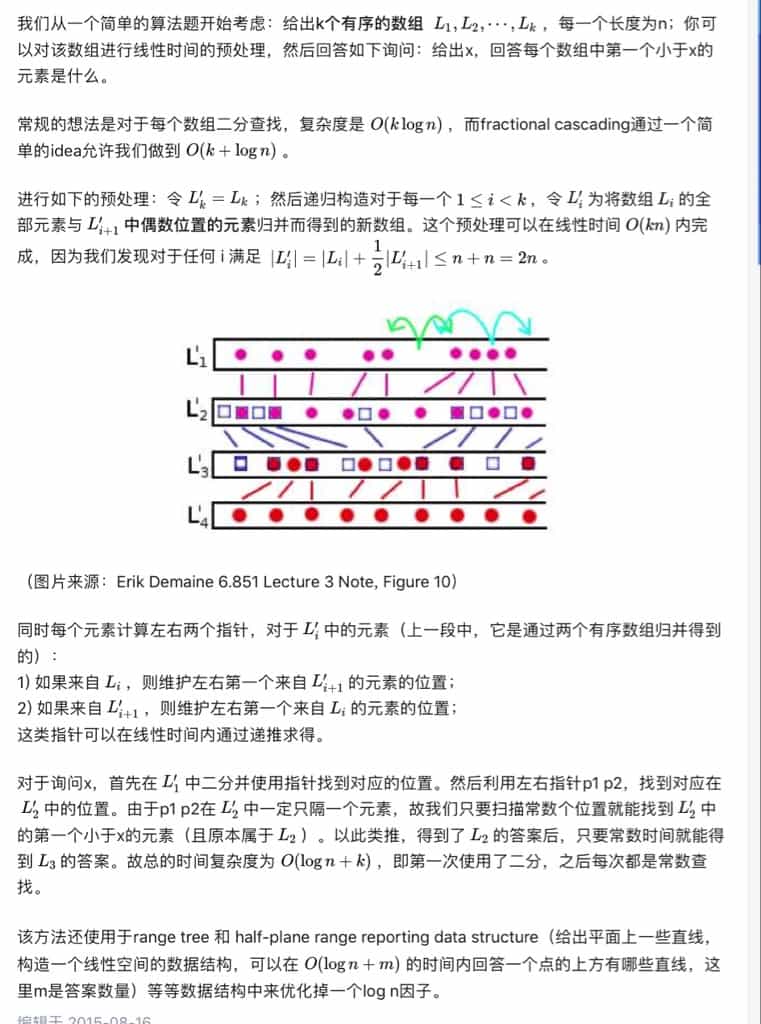 我们从一个简单的算法题开始考虑：给出k个有序的数组 L₁, L₂, ⋯, Lₖ ，每一个长度为n；你可
以对该数组进行线性时间的预处理，然后回答如下询问：给出x，回答每个数组中第一个小于x的
元素是什么。
常规的想法是对于每个数组二分查找，复杂度是 O(k log n) ，而fractional cascading通过一个简
单的idea允许我们做到 O(k + log n) 。
进行如下的预处理：令 L′ₖ = Lₖ ；然后递归构造对于每一个 1 ≤ i < k ，令 L′ᵢ 为将数组 Lᵢ 的全
部元素与 L′ᵢ₊₁ 中偶数位置的元素归并而得到的新数组。这个预处理可以在线性时间 O(kn) 内完
成，因为我们发现对于任何 i 满足 |L′ᵢ| = |Lᵢ| + 1/2|L′ᵢ₊₁| ≤ n + n = 2n 。
L′₁
L′₂
L′₃
L′₄
（图片来源：Erik Demaine 6.851 Lecture 3 Note, Figure 10）
同时每个元素计算左右两个指针，对于 L′ᵢ 中的元素（上一段中，它是通过两个有序数组归并得到
的）：
1) 如果来自 Lᵢ ，则维护左右第一个来自 L′ᵢ₊₁ 的元素的位置；
2) 如果来自 L′ᵢ₊₁ ，则维护左右第一个来自 Lᵢ 的元素的位置；
这类指针可以在线性时间内通过递推求得。
对于询问x，首先在 L′₁ 中二分并使用指针找到对应的位置。然后利用左右指针p1 p2，找到对应在
L′₂ 中的位置。由于p1 p2在 L′₂ 中一定只隔一个元素，故我们只要扫描常数个位置就能找到 L′₂ 中
的第一个小于x的元素（且原本属于 L₂ ）。以此类推，得到了 L₂ 的答案后，只要常数时间就能得
到 L₃ 的答案。故总的时间复杂度为 O(log n + k) ，即第一次使用了二分，之后每次都是常数查
找。
该方法还使用于range tree 和 half-plane range reporting data structure（给出平面上一些直线，
构造一个线性空间的数据结构，可以在 O(log n + m) 的时间内回答一个点的上方有哪些直线，这
里m是答案数量）等等数据结构中来优化掉一个log n因子。
编辑于 2015-08-16